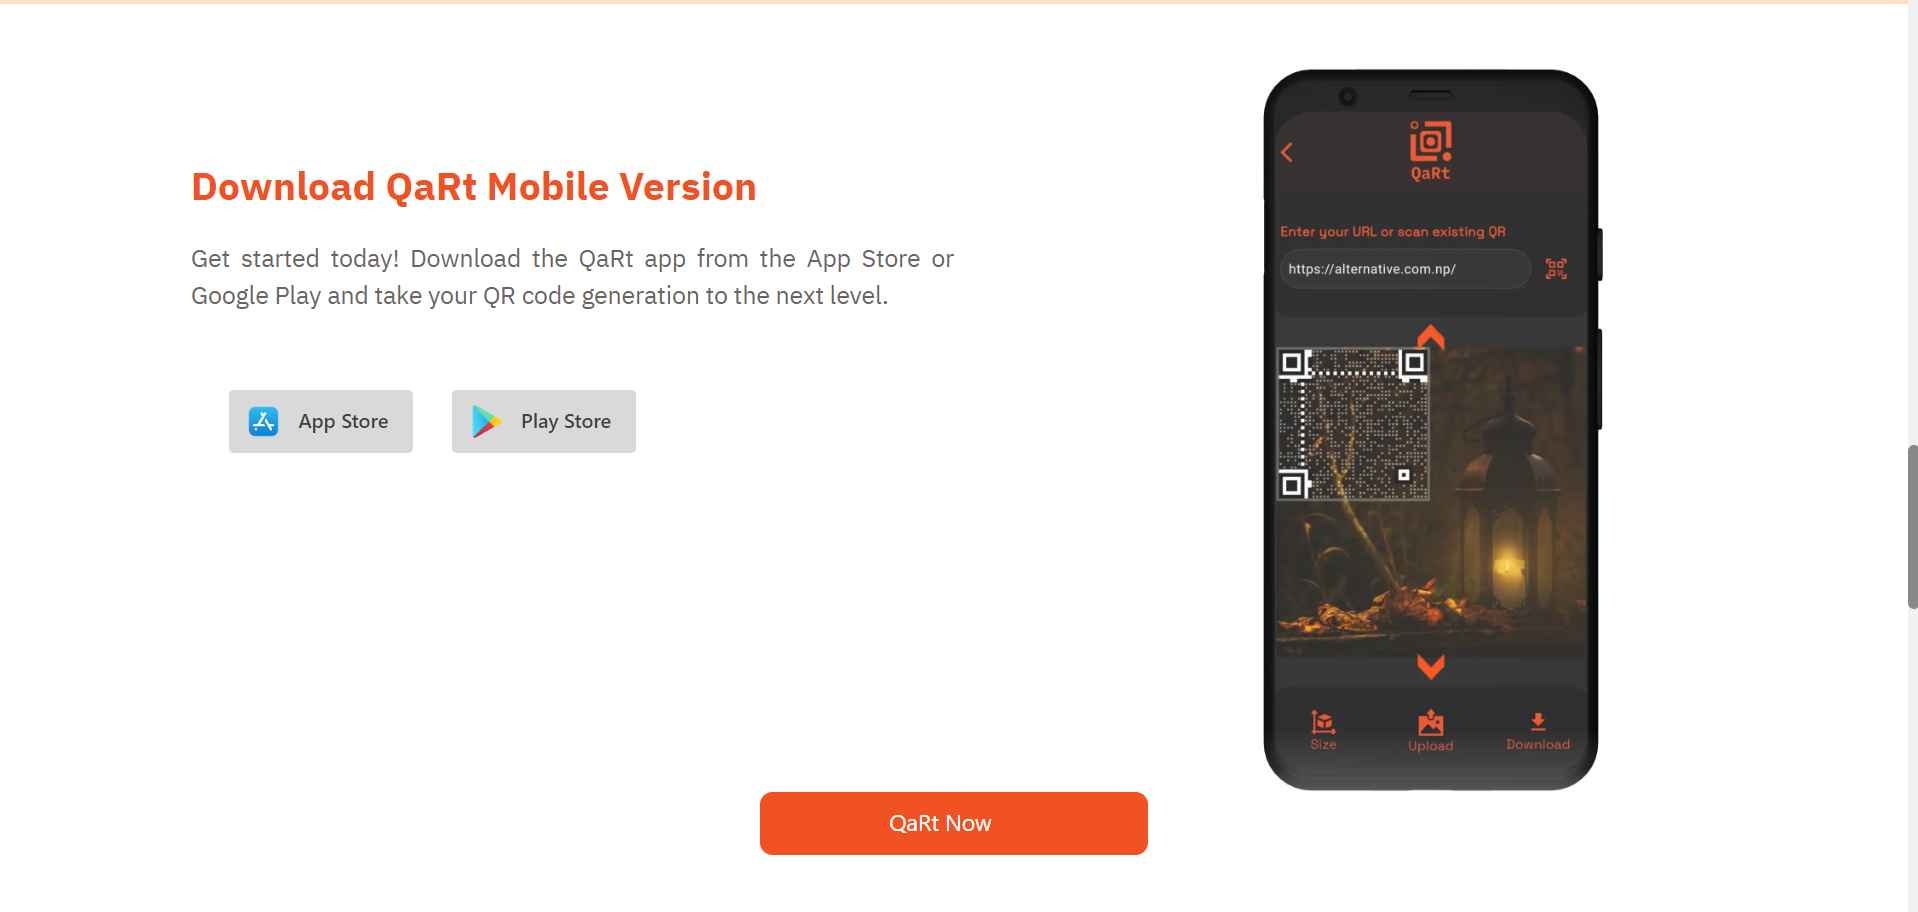 Download QaRt Mobile Version
Get started today! Download the QaRt app from the App Store or
Google Play and take your QR code generation to the next level.
App Store
Play Store
QaRt
Enter your URL or scan existing QR
https://alternative.com.np/
Size
Upload
Download
QaRt Now